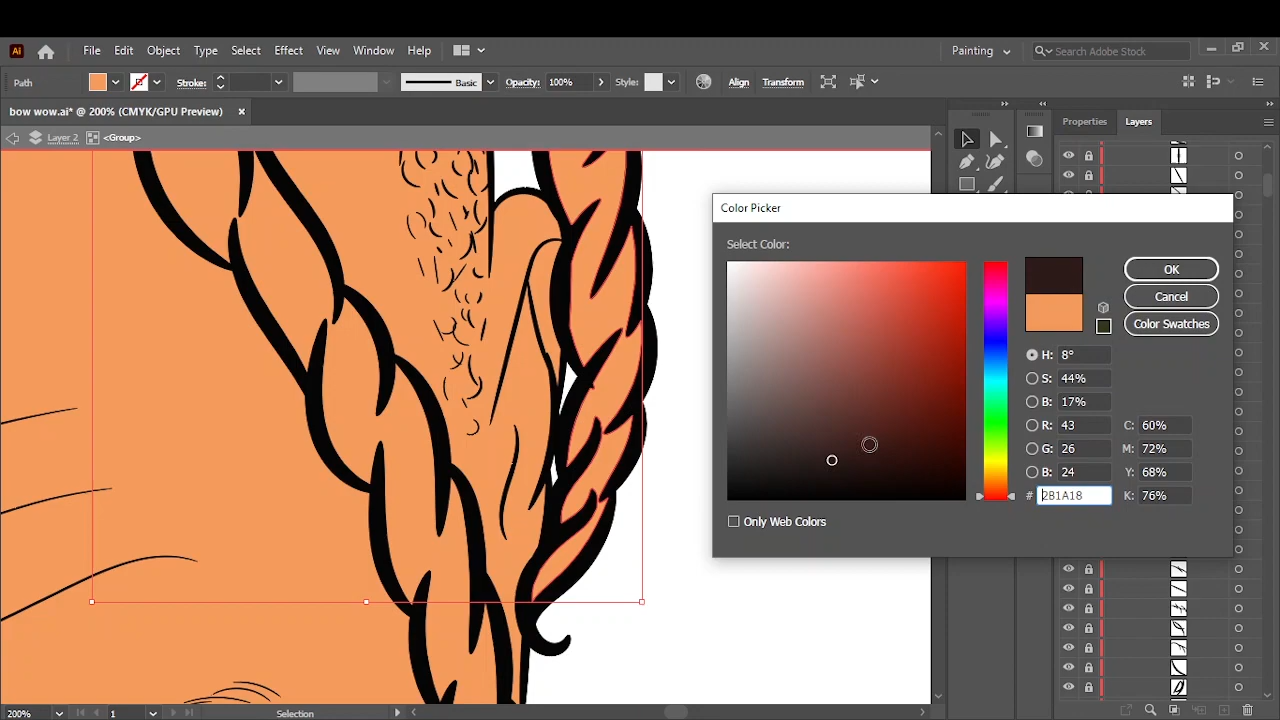 Ai File Edit Object Type Select Effect View Window Help Painting Search Adobe Stock
Path Stroke: Basic Opacity: 100% Style: Align Transform
bow wow.ai* @ 200% (CMYK/GPU Preview) Properties Layers
Layer 2 <Group>
Color Picker
Select Color:
OK
Cancel
Color Swatches
H: 8°
S: 44%
B: 17%
R: 43 C: 60%
G: 26 M: 72%
B: 24 Y: 68%
# 2B1A18 K: 76%
Only Web Colors
200% 1 Selection